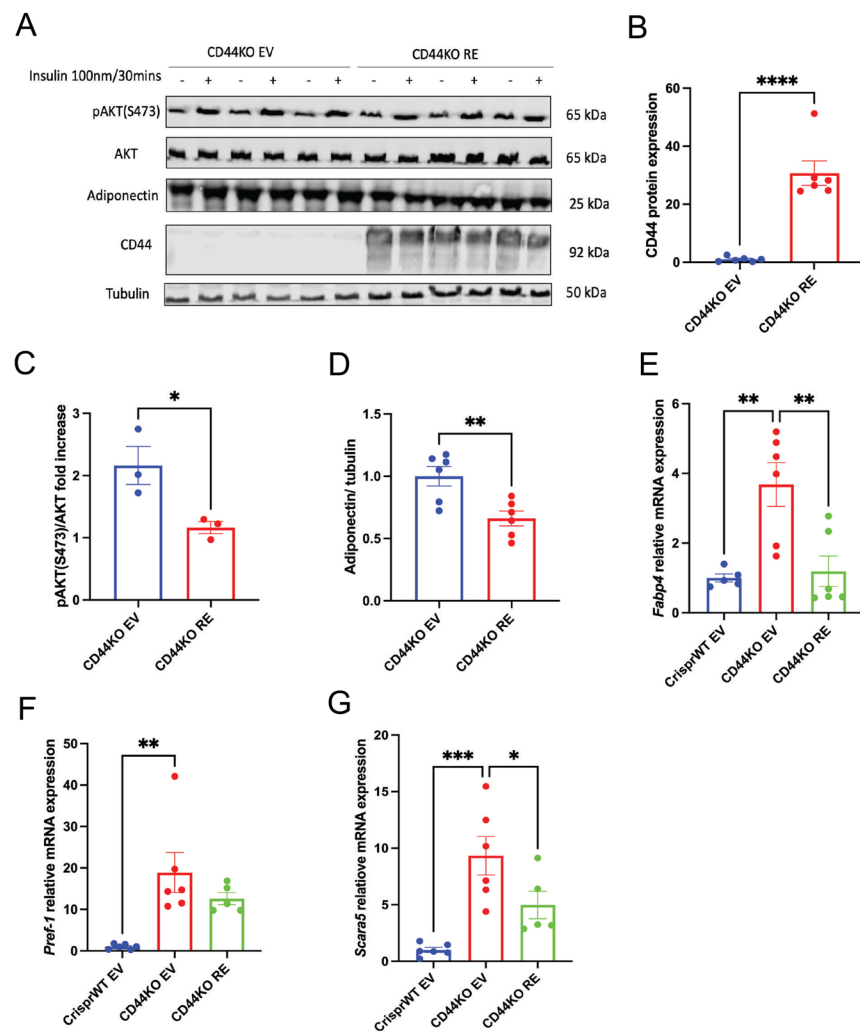 A
CD44KO EV CD44KO RE
Insulin 100nm/30mins - + - + - + - + - + - +
pAKT(S473) 65 kDa
AKT 65 kDa
Adiponectin 25 kDa
CD44 92 kDa
Tubulin 50 kDa
B
CD44 protein expression
60
40
20
0
****
CD44KO EV
CD44KO RE
C
pAKT(S473)/AKT fold increase
3
2
1
0
*
CD44KO EV
CD44KO RE
D
Adiponectin/ tubulin
1.5
1.0
0.5
0.0
**
CD44KO EV
CD44KO RE
E
Fabp4 relative mRNA expression
6
4
2
0
** **
CrisprWT EV
CD44KO EV
CD44KO RE
F
Pref-1 relative mRNA expression
50
40
30
20
10
0
**
CrisprWT EV
CD44KO EV
CD44KO RE
G
Scara5 relatiove mRNA expression
20
15
10
5
0
*** *
CrisprWT EV
CD44KO EV
CD44KO RE